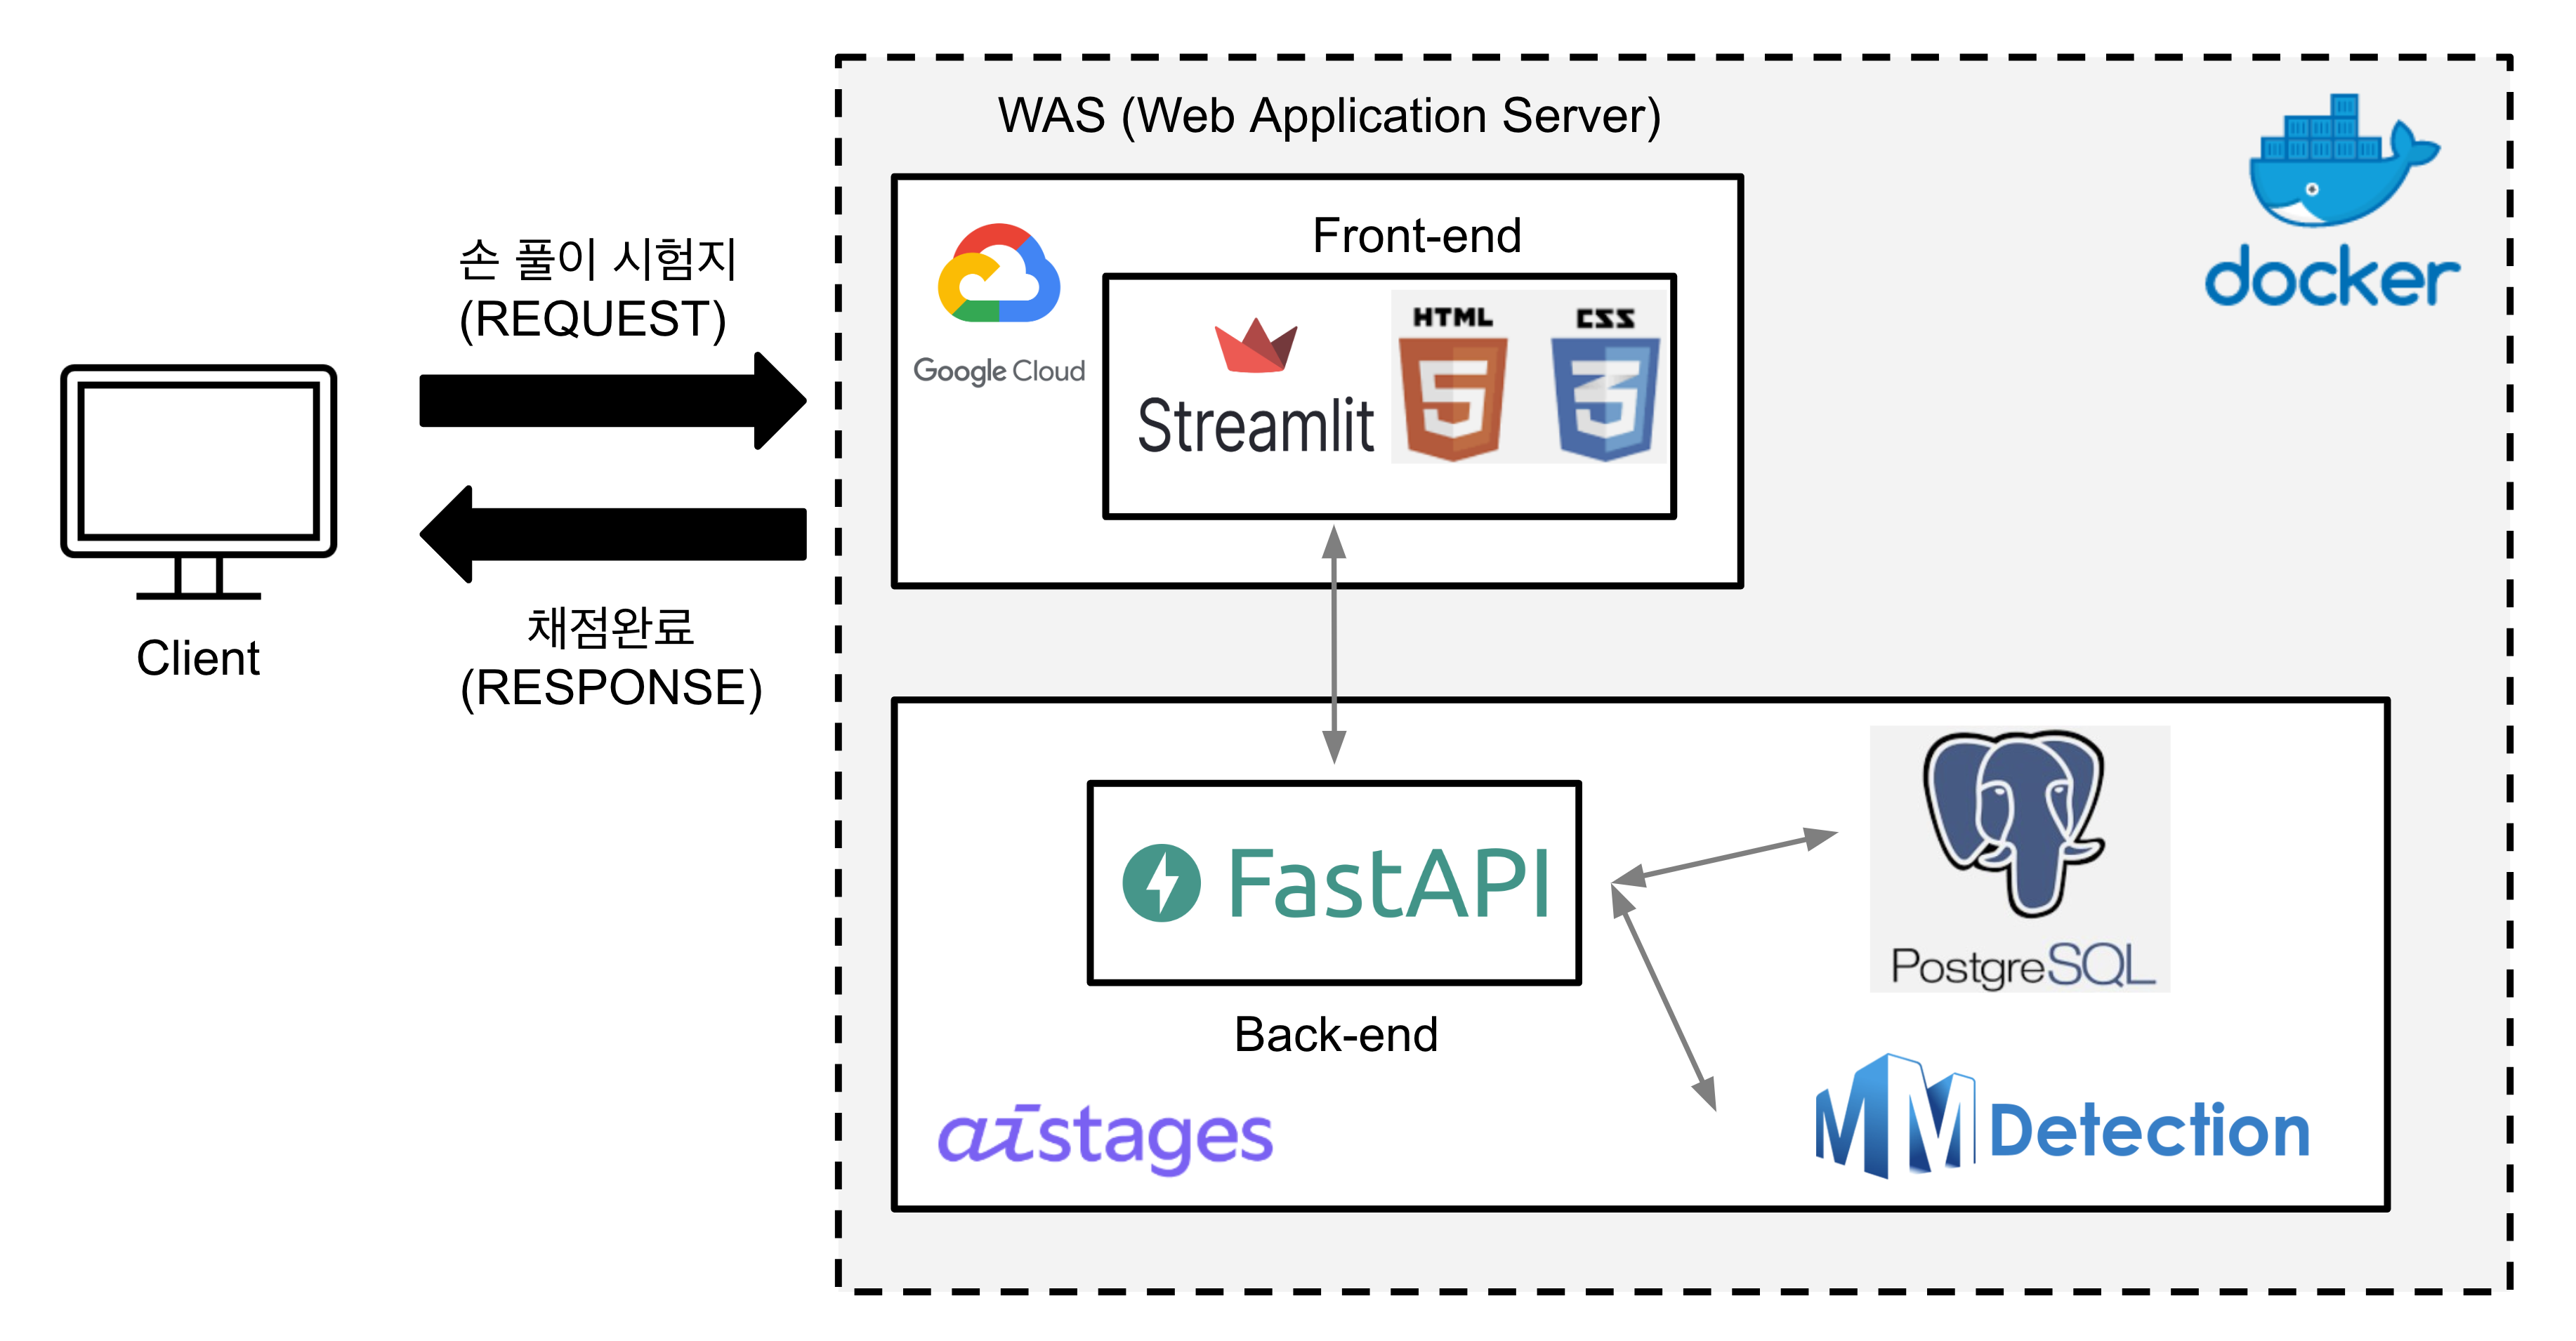 WAS (Web Application Server)
docker
손 풀이 시험지
(REQUEST)
Front-end
Google Cloud
HTML
CSS
Streamlit
채점완료
(RESPONSE)
Client
FastAPI
Back-end
PostgreSQL
aistages
MMDetection